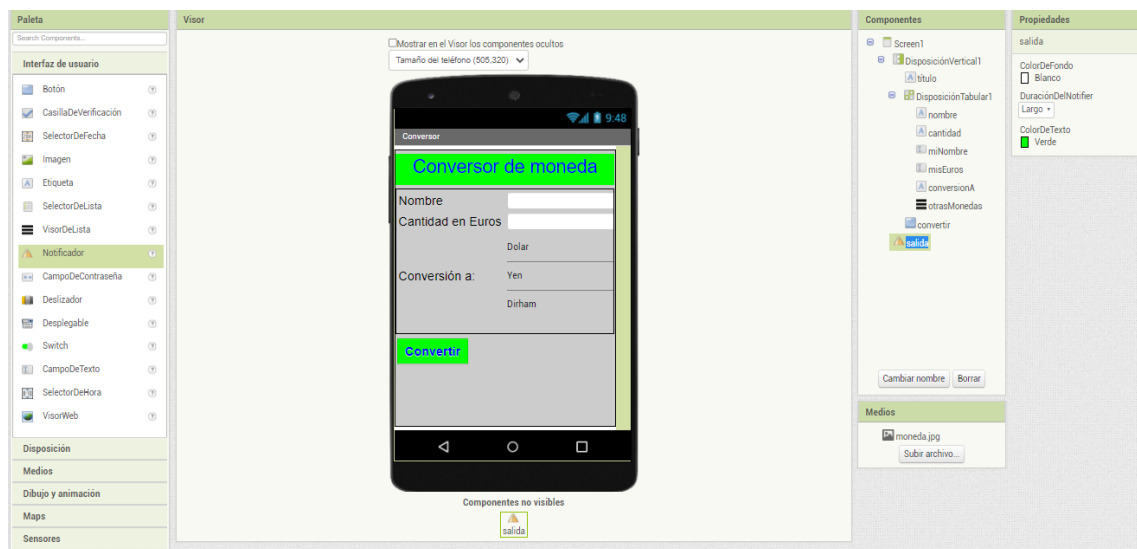 Paleta
Search Components...
Interfaz de usuario
Botón
CasillaDeVerificación
SelectorDeFecha
Imagen
Etiqueta
SelectorDeLista
VisorDeLista
Notificador
CampoDeContraseña
Deslizador
Desplegable
Switch
CampoDeTexto
SelectorDeHora
VisorWeb
Disposición
Medios
Dibujo y animación
Maps
Sensores
Visor
Mostrar en el Visor los componentes ocultos
Tamaño del teléfono (505,320)
9:48
Conversor
Conversor de moneda
Nombre
Cantidad en Euros
Conversión a:
Dolar
Yen
Dirham
Convertir
Componentes no visibles
salida
Componentes
Screen1
DisposiciónVertical1
título
DisposiciónTabular1
nombre
cantidad
miNombre
misEuros
conversionA
otrasMonedas
convertir
salida
Cambiar nombre Borrar
Medios
moneda.jpg
Subir archivo...
Propiedades
salida
ColorDeFondo
Blanco
DuraciónDelNotifier
Largo
ColorDeTexto
Verde